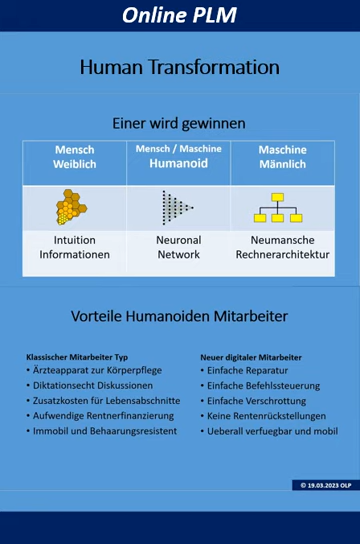 Online PLM
Human Transformation
Einer wird gewinnen
Mensch
Weiblich
Mensch / Maschine
Humanoid
Maschine
Männlich
Intuition
Informationen
Neuronal
Network
Neumansche
Rechnerarchitektur
Vorteile Humanoiden Mitarbeiter
Klassischer Mitarbeiter Typ
• Ärzteapparat zur Körperpflege
• Diktationsecht Diskussionen
• Zusatzkosten für Lebensabschnitte
• Aufwendige Rentnerfinanzierung
• Immobil und Behaarungsresistent
Neuer digitaler Mitarbeiter
• Einfache Reparatur
• Einfache Befehlssteuerung
• Einfache Verschrottung
• Keine Rentenrückstellungen
• Ueberall verfuegbar und mobil
© 19.03.2023 OLP